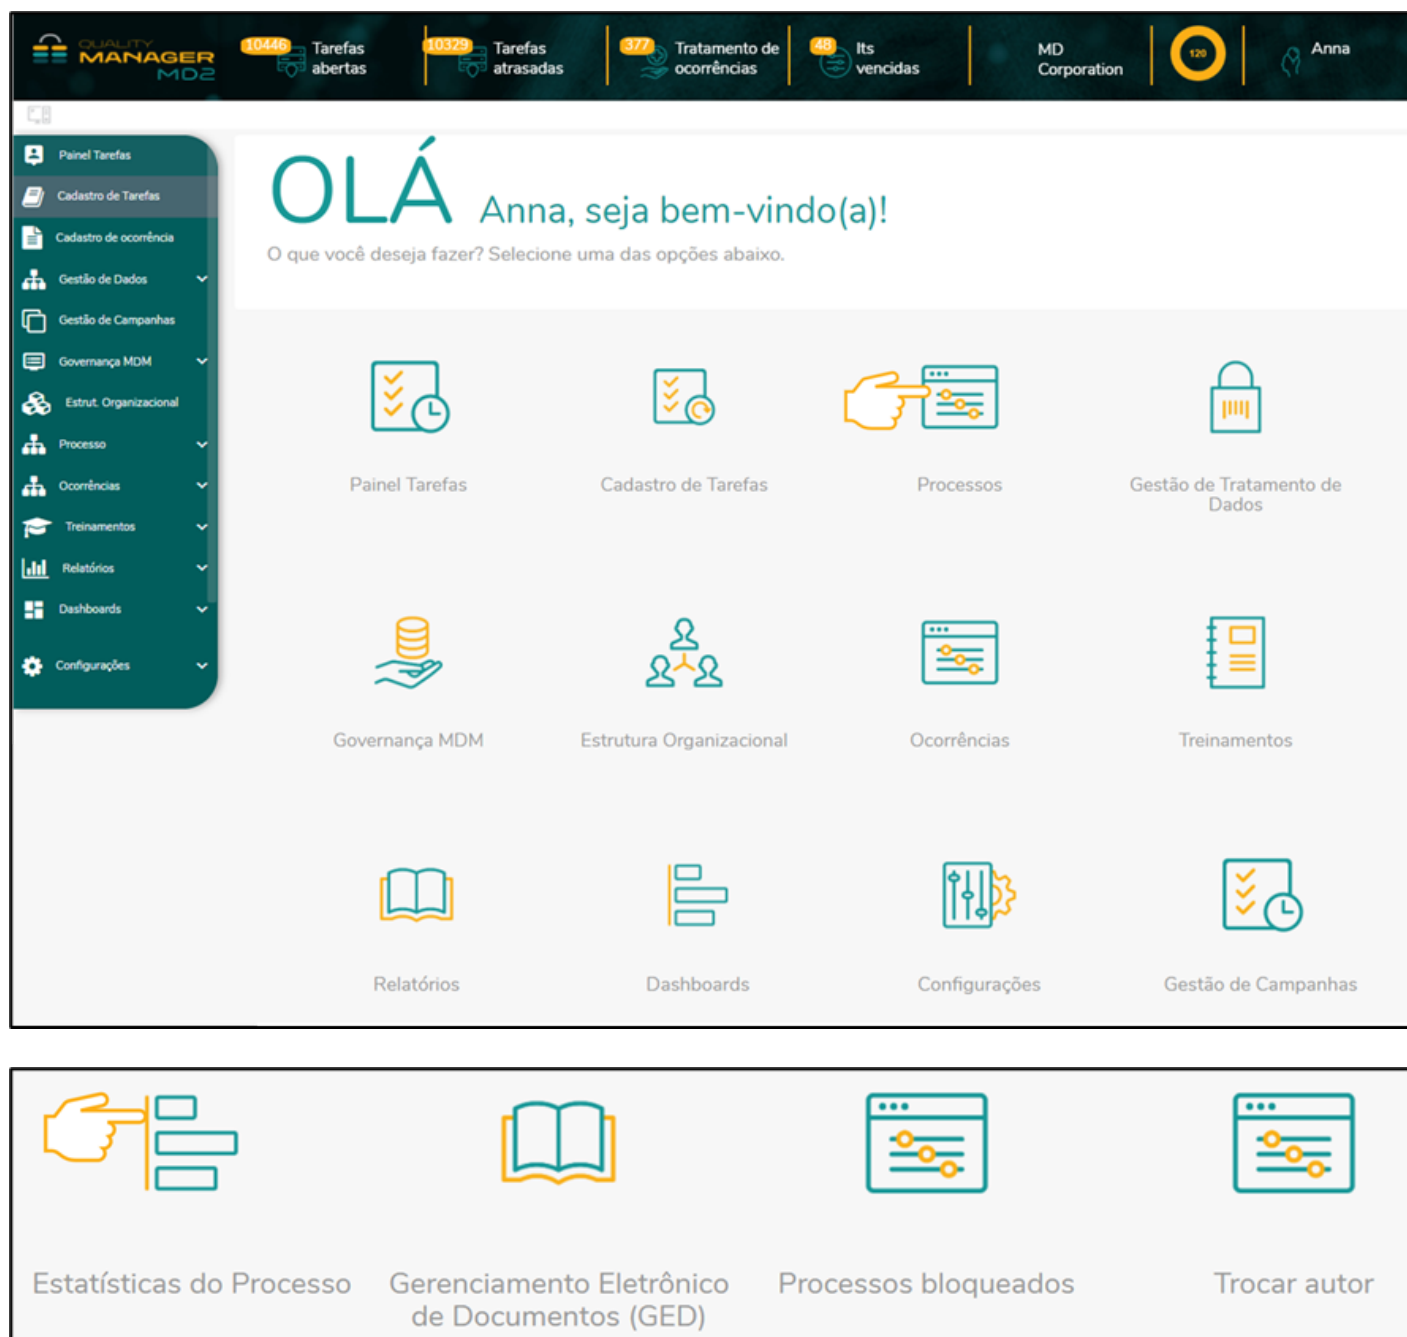 QUALITY
MANAGER
MD2
10446
Tarefas
abertas
10329
Tarefas
atrasadas
377
Tratamento de
ocorrências
48
Its
vencidas
MD
Corporation
120
Anna
Painel Tarefas
Cadastro de Tarefas
Cadastro de ocorrência
Gestão de Dados
Gestão de Campanhas
Governança MDM
Estrut. Organizacional
Processo
Ocorrências
Treinamentos
Relatórios
Dashboards
Configurações
OLÁ Anna, seja bem-vindo(a)!
O que você deseja fazer? Selecione uma das opções abaixo.
Painel Tarefas
Cadastro de Tarefas
Processos
Gestão de Tratamento de
Dados
Governança MDM
Estrutura Organizacional
Ocorrências
Treinamentos
Relatórios
Dashboards
Configurações
Gestão de Campanhas
Estatísticas do Processo
Gerenciamento Eletrônico
de Documentos (GED)
Processos bloqueados
Trocar autor